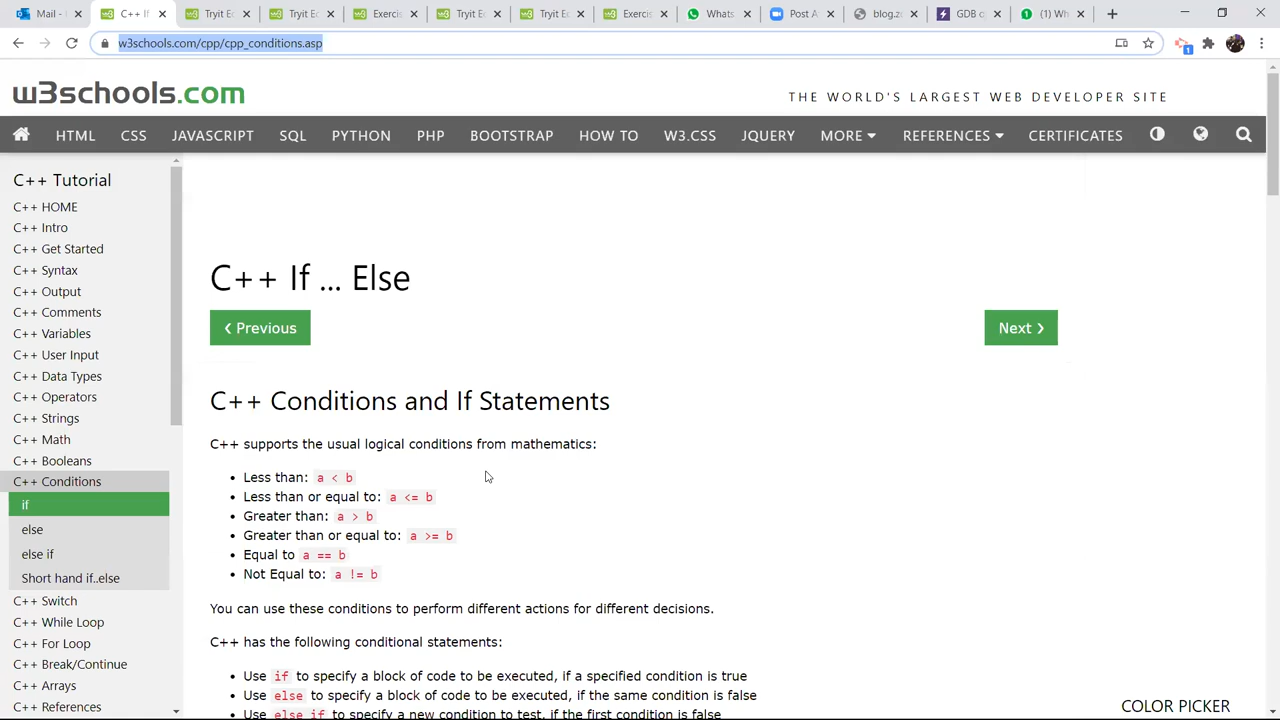 Mail -
C++ If
Tryit Ec
Tryit Ec
Exercis
Tryit Ec
Tryit Ec
Exercis
Whats
Post A
blog.zo
GDB o
(1) Wh
w3schools.com/cpp/cpp_conditions.asp
1
w3schools.com
THE WORLD'S LARGEST WEB DEVELOPER SITE
HTML CSS JAVASCRIPT SQL PYTHON PHP BOOTSTRAP HOW TO W3.CSS JQUERY MORE REFERENCES CERTIFICATES
C++ Tutorial
C++ HOME
C++ Intro
C++ Get Started
C++ Syntax
C++ Output
C++ Comments
C++ Variables
C++ User Input
C++ Data Types
C++ Operators
C++ Strings
C++ Math
C++ Booleans
C++ Conditions
if
else
else if
Short hand if..else
C++ Switch
C++ While Loop
C++ For Loop
C++ Break/Continue
C++ Arrays
C++ References
C++ If ... Else
❮ Previous
Next ❯
C++ Conditions and If Statements
C++ supports the usual logical conditions from mathematics:
• Less than: a < b
• Less than or equal to: a <= b
• Greater than: a > b
• Greater than or equal to: a >= b
• Equal to a == b
• Not Equal to: a != b
You can use these conditions to perform different actions for different decisions.
C++ has the following conditional statements:
• Use if to specify a block of code to be executed, if a specified condition is true
• Use else to specify a block of code to be executed, if the same condition is false
• Use else if to specify a new condition to test, if the first condition is false
COLOR PICKER